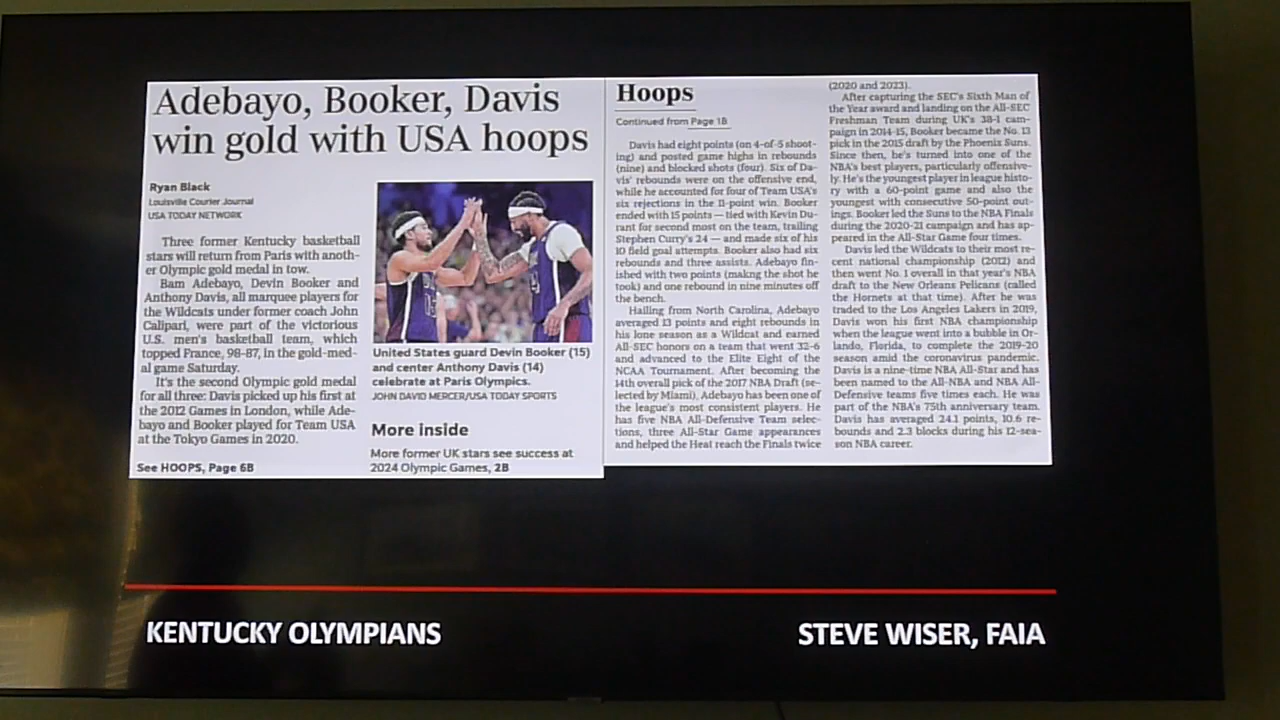 Adebayo, Booker, Davis
win gold with USA hoops
Ryan Black
Louisville Courier Journal
USA TODAY NETWORK
Three former Kentucky basketball
stars will return from Paris with anoth-
er Olympic gold medal in tow.
Bam Adebayo, Devin Booker and
Anthony Davis, all marquee players for
the Wildcats under former coach John
Calipari, were part of the victorious
U.S. men's basketball team, which
topped France, 98-87, in the gold-med-
al game Saturday.
It's the second Olympic gold medal
for all three: Davis picked up his first at
the 2012 Games in London, while Ade-
bayo and Booker played for Team USA
at the Tokyo Games in 2020.
See HOOPS, Page 6B
United States guard Devin Booker (15)
and center Anthony Davis (14)
celebrate at Paris Olympics.
JOHN DAVID MERCER/USA TODAY SPORTS
More inside
More former UK stars see success at
2024 Olympic Games, 2B
Hoops
Continued from Page 1B
Davis had eight points (on 4-of-5 shoot-
ing) and posted game highs in rebounds
(nine) and blocked shots (four). Six of Da-
vis' rebounds were on the offensive end,
while he accounted for four of Team USA's
six rejections in the 11-point win. Booker
ended with 15 points — tied with Kevin Du-
rant for second most on the team, trailing
Stephen Curry's 24 — and made six of his
10 field goal attempts. Booker also had six
rebounds and three assists. Adebayo fin-
ished with two points (makng the shot he
took) and one rebound in nine minutes off
the bench.
Hailing from North Carolina, Adebayo
averaged 13 points and eight rebounds in
his lone season as a Wildcat and earned
All-SEC honors on a team that went 32-6
and advanced to the Elite Eight of the
NCAA Tournament. After becoming the
14th overall pick of the 2017 NBA Draft (se-
lected by Miami), Adebayo has been one of
the league's most consistent players. He
has five NBA All-Defensive Team selec-
tions, three All-Star Game appearances
and helped the Heat reach the Finals twice
(2020 and 2023).
After capturing the SEC's Sixth Man of
the Year award and landing on the All-SEC
Freshman Team during UK's 38-1 cam-
paign in 2014-15, Booker became the No. 13
pick in the 2015 draft by the Phoenix Suns.
Since then, he's turned into one of the
NBA's best players, particularly offensive-
ly. He's the youngest player in league histo-
ry with a 60-point game and also the
youngest with consecutive 50-point out-
ings. Booker led the Suns to the NBA Finals
during the 2020-21 campaign and has ap-
peared in the All-Star Game four times.
Davis led the Wildcats to their most re-
cent national championship (2012) and
then went No. 1 overall in that year's NBA
draft to the New Orleans Pelicans (called
the Hornets at that time). After he was
traded to the Los Angeles Lakers in 2019,
Davis won his first NBA championship
when the league went into a bubble in Or-
lando, Florida, to complete the 2019-20
season amid the coronavirus pandemic.
Davis is a nine-time NBA All-Star and has
been named to the All-NBA and NBA All-
Defensive teams five times each. He was
part of the NBA's 75th anniversary team.
Davis has averaged 24.1 points, 10.6 re-
bounds and 2.3 blocks during his 12-sea-
son NBA career.
KENTUCKY OLYMPIANS
STEVE WISER, FAIA